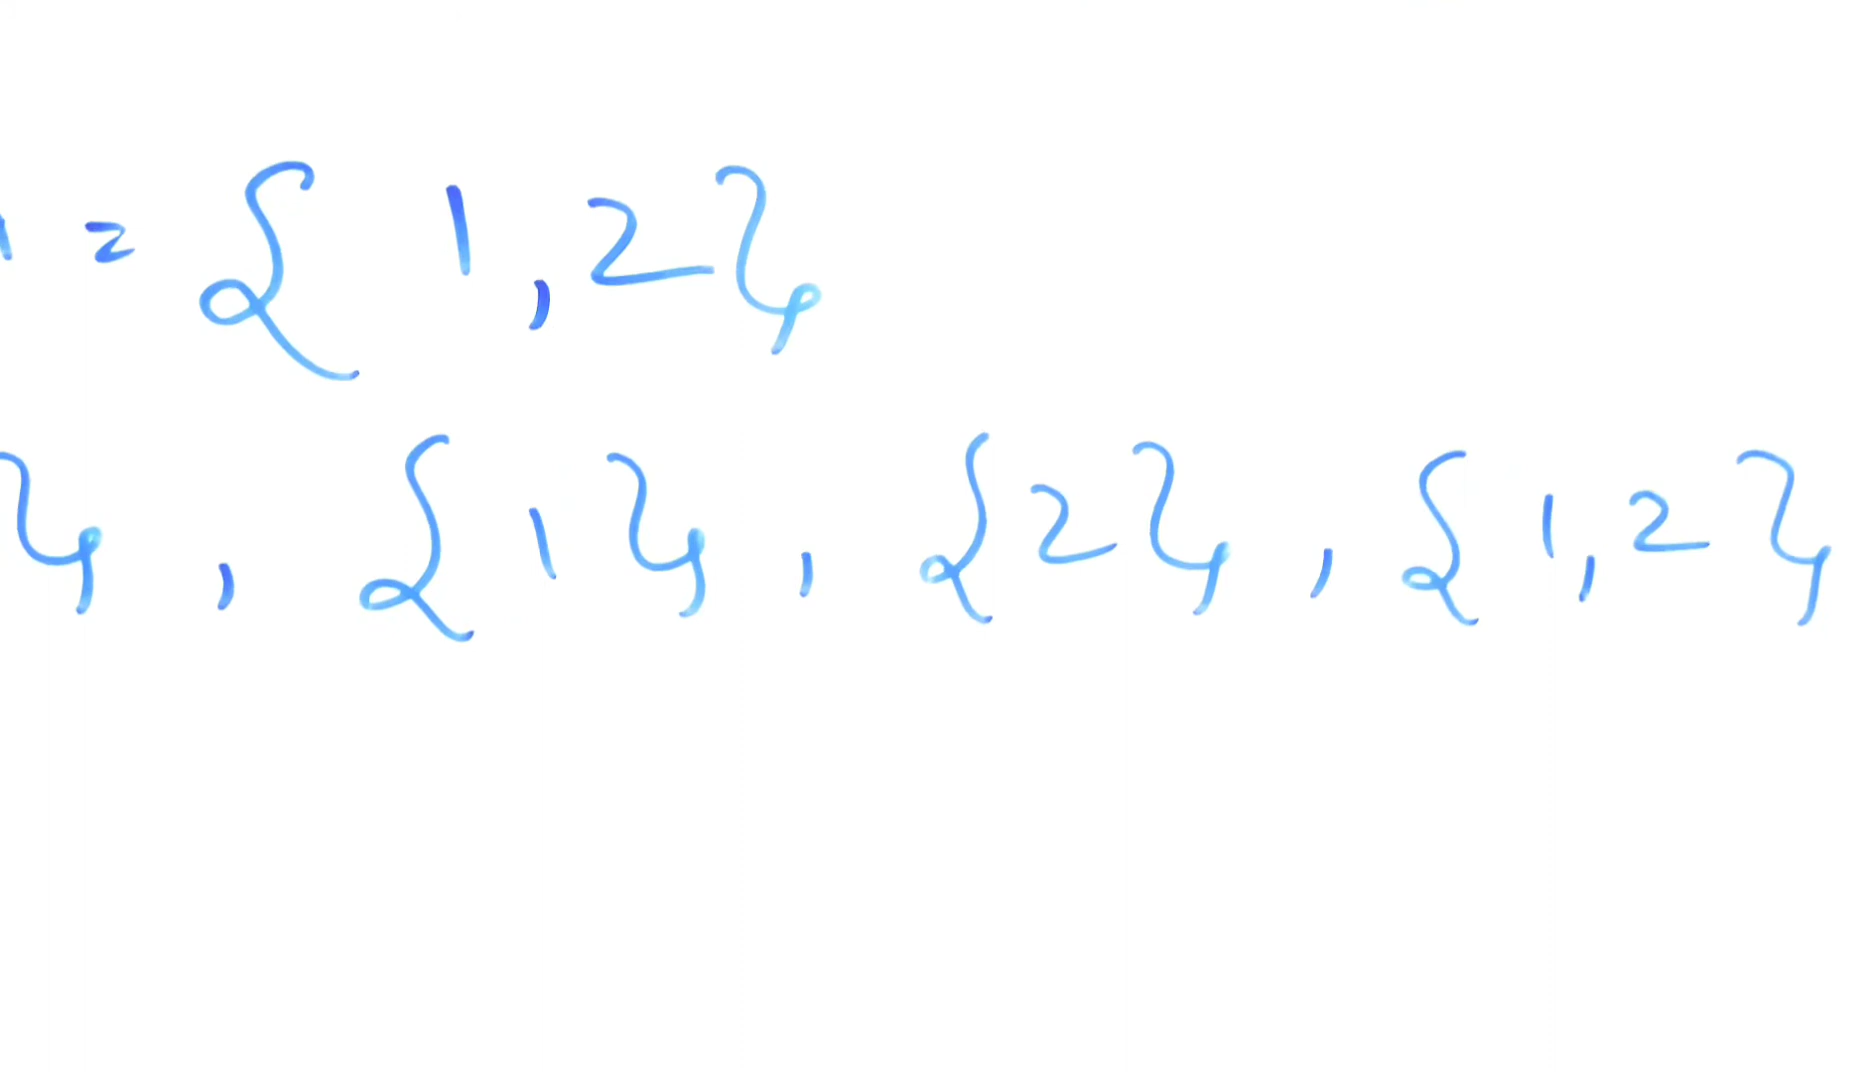 = { 1, 2 }
} , { 1 } , { 2 } , { 1, 2 }